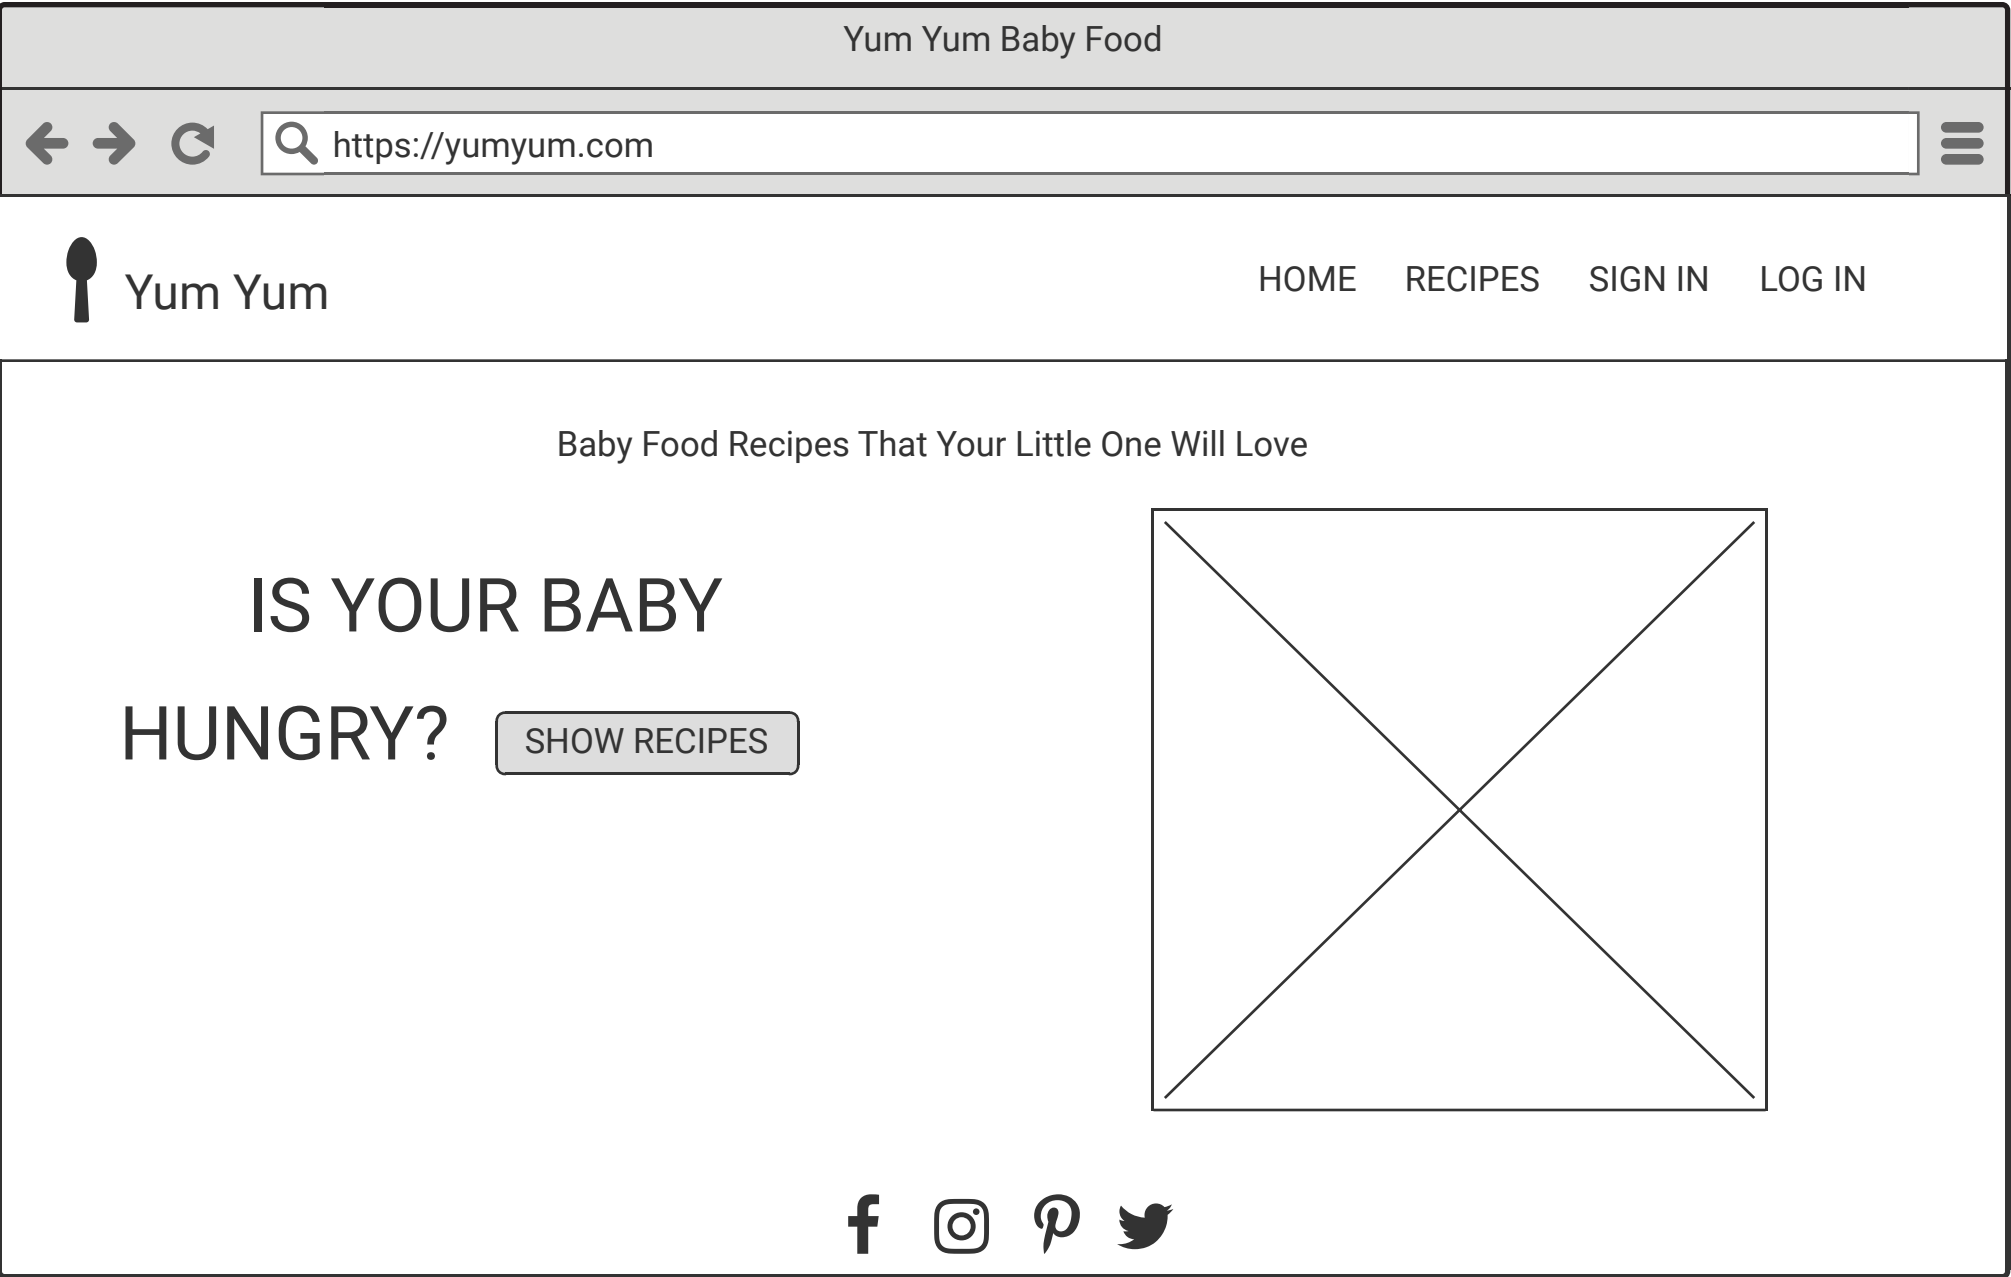 Yum Yum Baby Food
https://yumyum.com
Yum Yum
HOME RECIPES SIGN IN LOG IN
Baby Food Recipes That Your Little One Will Love
IS YOUR BABY
HUNGRY?
SHOW RECIPES